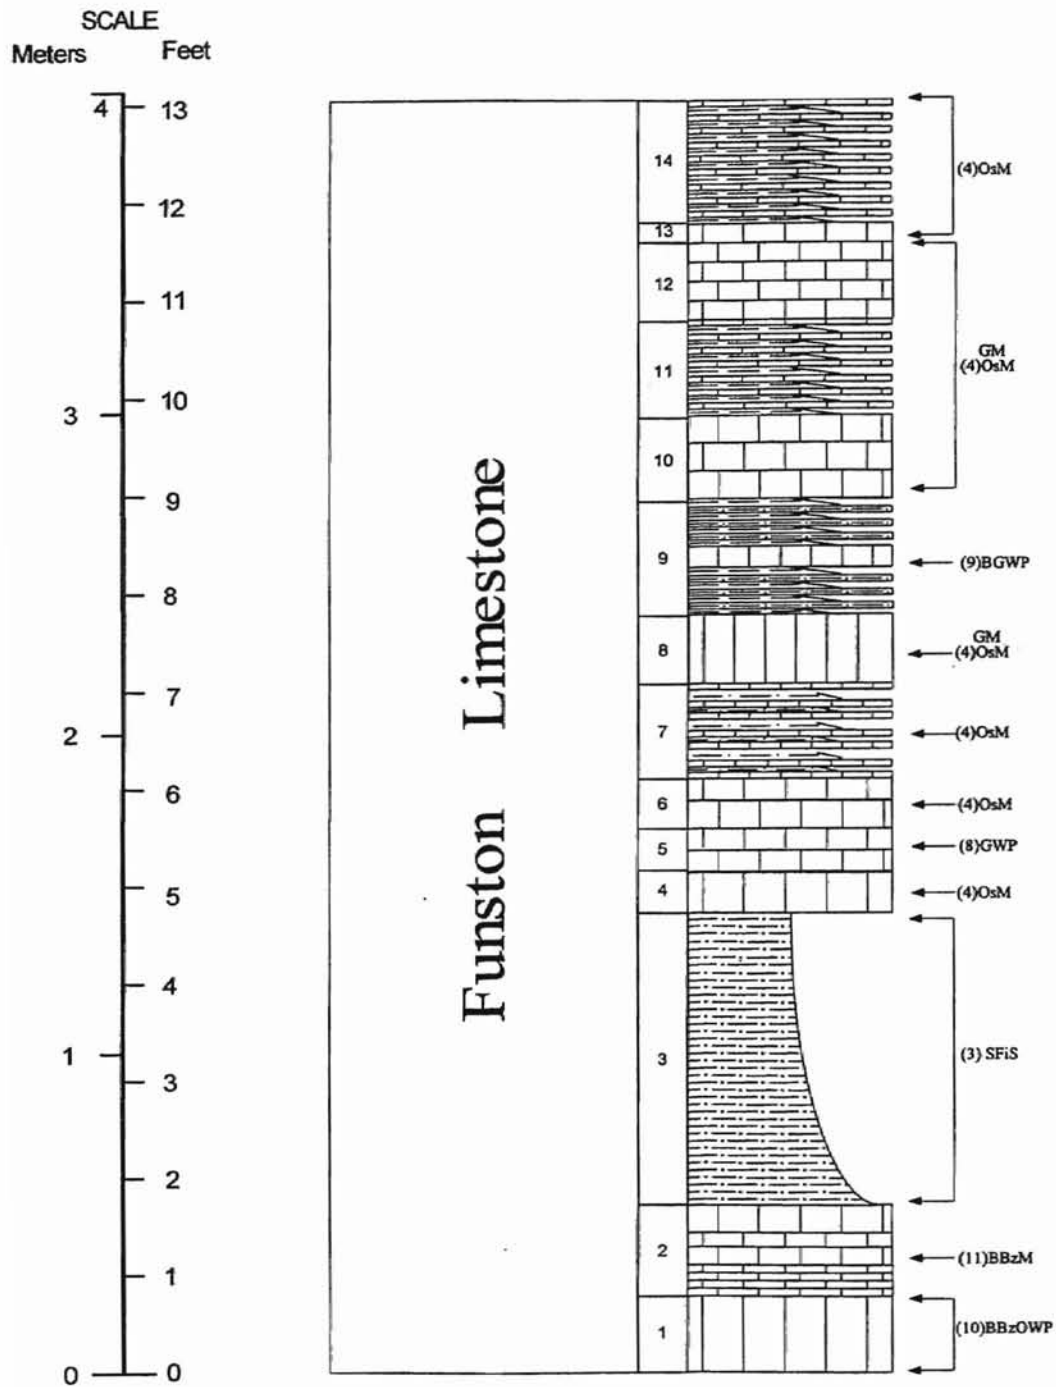 SCALE
Meters Feet
4 13
12
11
10
3
9
8
7
2
6
5
4
1
3
2
1
0 0
Funston Limestone
14
13
12
11
10
9
8
7
6
5
4
3
2
1
(4)OsM
GM
(4)OsM
(9)BGWP
GM
(4)OsM
(4)OsM
(4)OsM
(8)GWP
(4)OsM
(3) SFiS
(11)BBzM
(10)BBzOWP